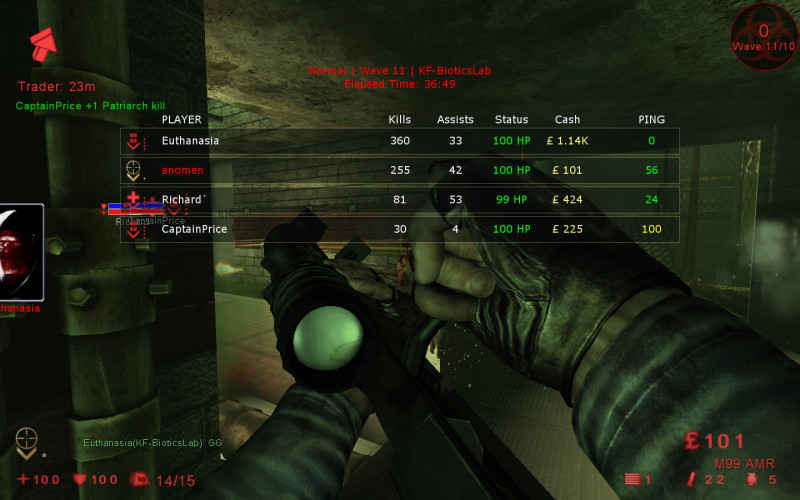 0
Wave 11/10
Normal | Wave 11 | KF-BioticsLab
Elapsed Time: 36:49
Trader: 23m
CaptainPrice +1 Patriarch kill
PLAYER Kills Assists Status Cash PING
Euthanasia 360 33 100 HP £ 1.14K 0
anomen 255 42 100 HP £ 101 56
Richard` 81 53 99 HP £ 424 24
CaptainPrice 30 4 100 HP £ 225 100
CaptainPrice
hanasia
Euthanasia(KF-BioticsLab): GG
£101
M99 AMR
100 100 14/15
1 22 5